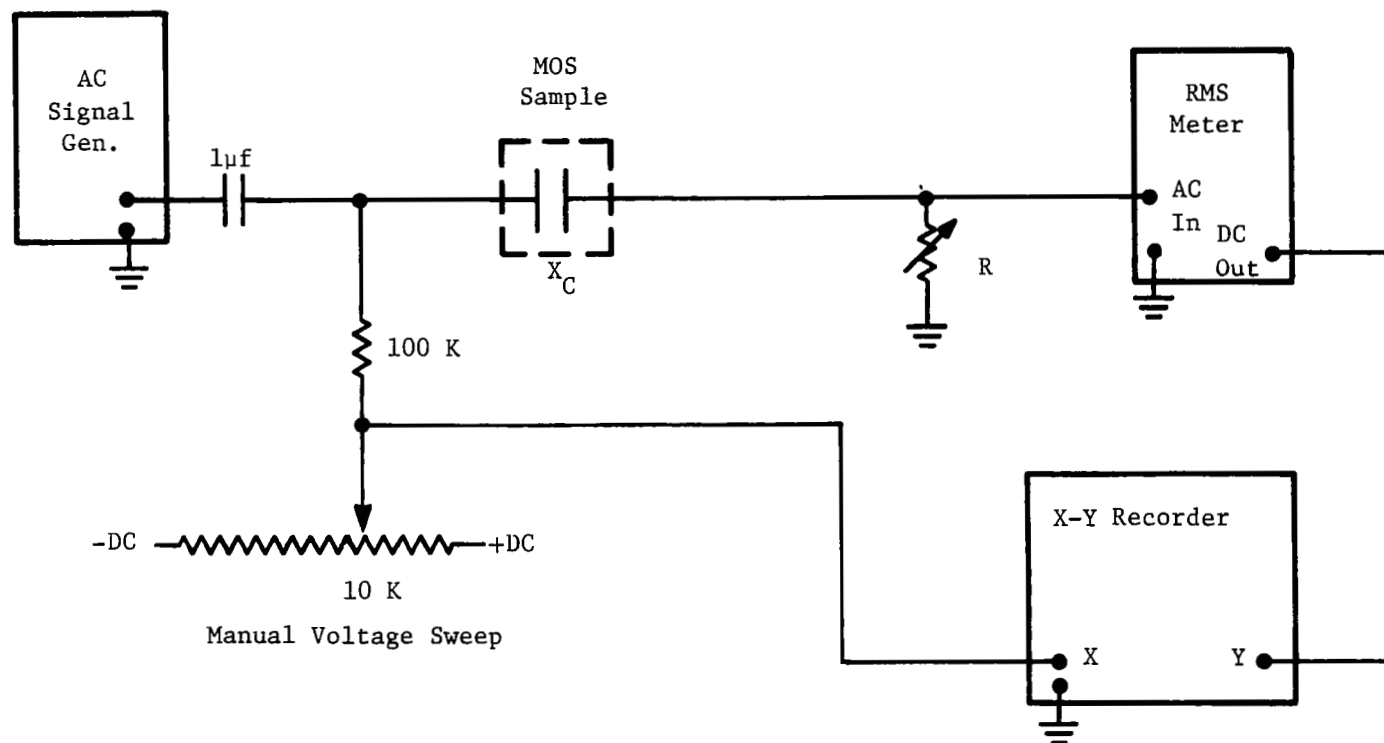 AC
Signal
Gen.
1μf
MOS
Sample
X_C
100 K
-DC
+DC
10 K
Manual Voltage Sweep
R
RMS
Meter
AC
In
DC
Out
X-Y Recorder
X
Y